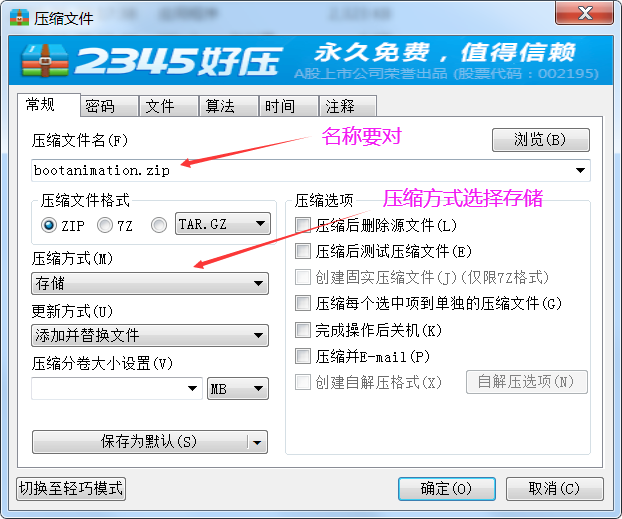 压缩文件
2345好压
永久免费，值得信赖
A股上市公司荣誉出品 (股票代码：002195)
常规 密码 文件 算法 时间 注释
压缩文件名(F)
名称要对
浏览(B)
bootanimation.zip
压缩文件格式
ZIP 7Z TAR.GZ
压缩方式选择存储
压缩方式(M)
存储
更新方式(U)
添加并替换文件
压缩分卷大小设置(V)
MB
保存为默认(S)
压缩选项
压缩后删除源文件(L)
压缩后测试压缩文件(E)
创建固实压缩文件(J)(仅限7Z格式)
压缩每个选中项到单独的压缩文件(G)
完成操作后关机(K)
压缩并E-mail(P)
创建自解压格式(X) 自解压选项(N)
切换至轻巧模式 确定(O) 取消(C)